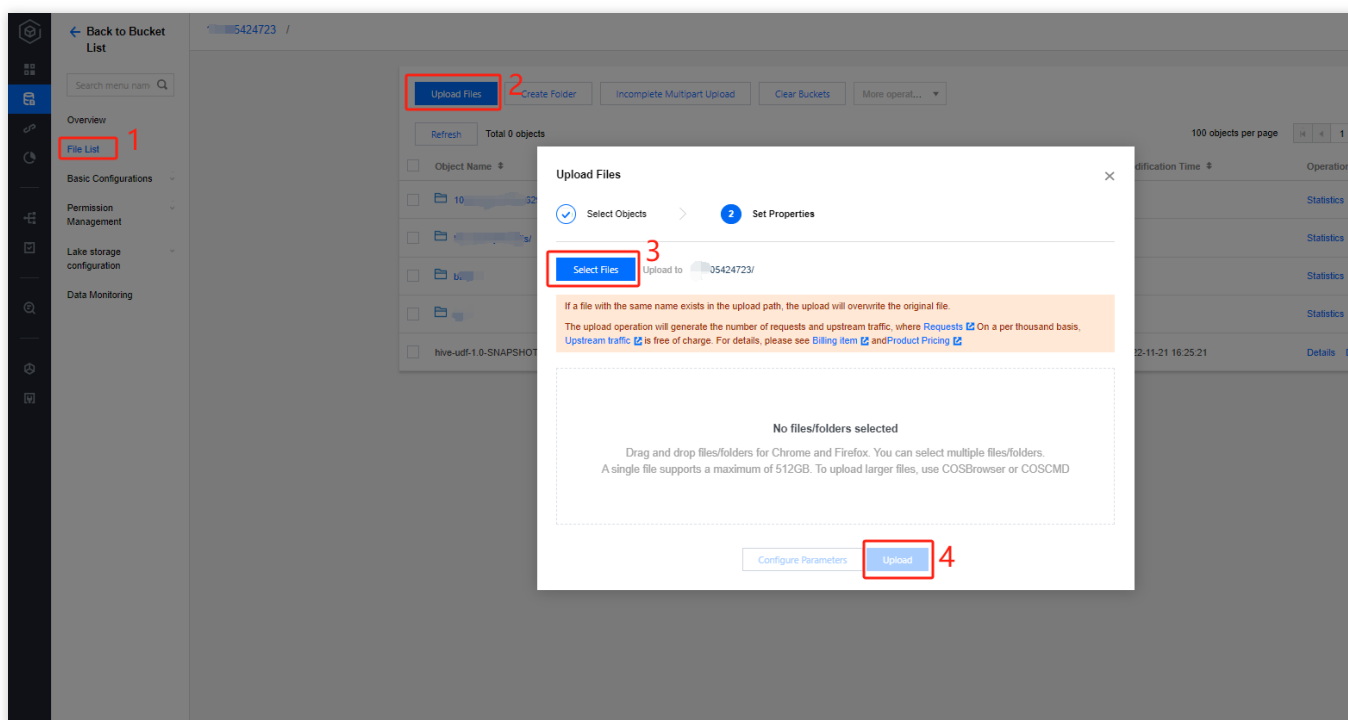 Back to Bucket
List
5424723 /
Search menu nam
Overview
File List
1
Basic Configurations
Permission
Management
Lake storage
configuration
Data Monitoring
Upload Files
2
Create Folder
Incomplete Multipart Upload
Clear Buckets
More operat...
Refresh
Total 0 objects
100 objects per page
1
Object Name
dification Time
Operation
10
Statistics
s/
Statistics
Statistics
Statistics
hive-udf-1.0-SNAPSHOT
22-11-21 16:25:21
Details
Upload Files
Select Objects
2 Set Properties
Select Files
3
Upload to
05424723/
If a file with the same name exists in the upload path, the upload will overwrite the original file.
The upload operation will generate the number of requests and upstream traffic, where Requests On a per thousand basis,
Upstream traffic is free of charge. For details, please see Billing item andProduct Pricing
No files/folders selected
Drag and drop files/folders for Chrome and Firefox. You can select multiple files/folders.
A single file supports a maximum of 512GB. To upload larger files, use COSBrowser or COSCMD
Configure Parameters
Upload
4